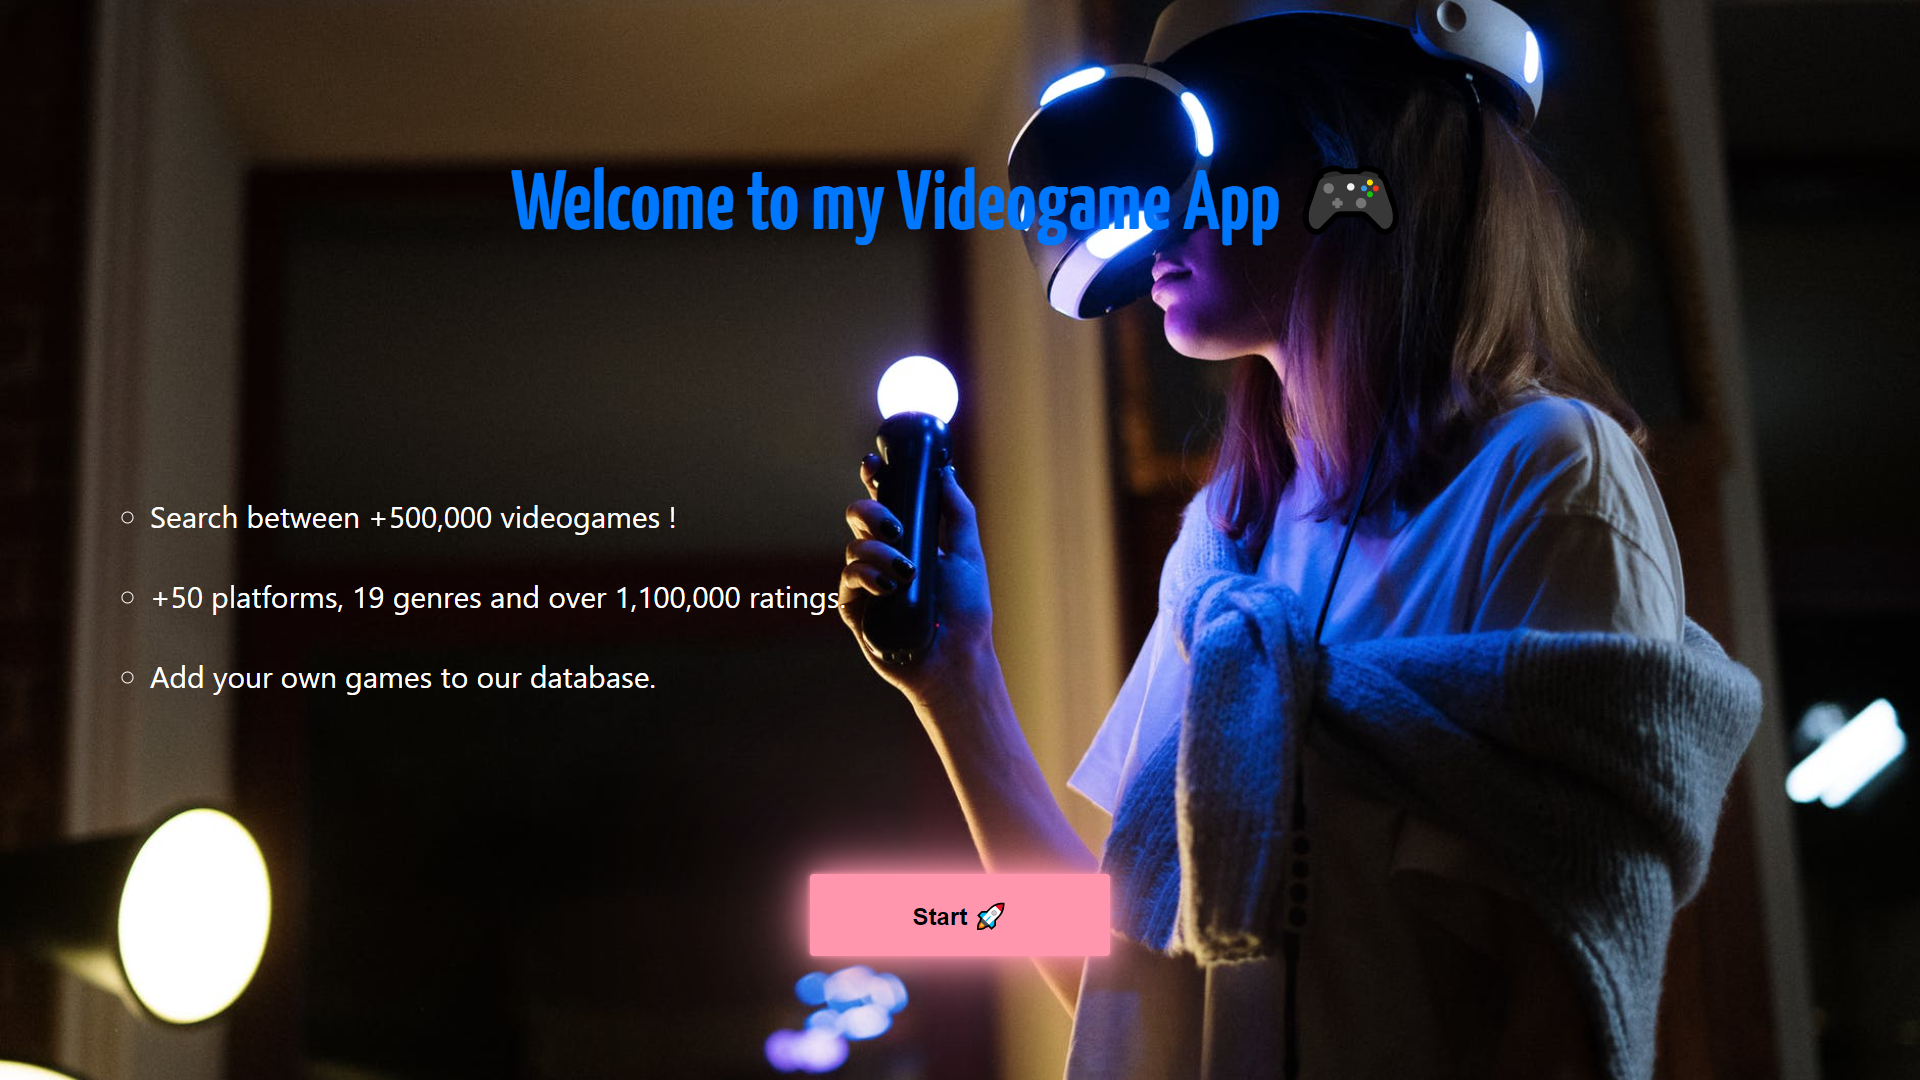 Welcome to my Videogame App 🎮
Search between +500,000 videogames !
+50 platforms, 19 genres and over 1,100,000 ratings.
Add your own games to our database.
Start 🚀